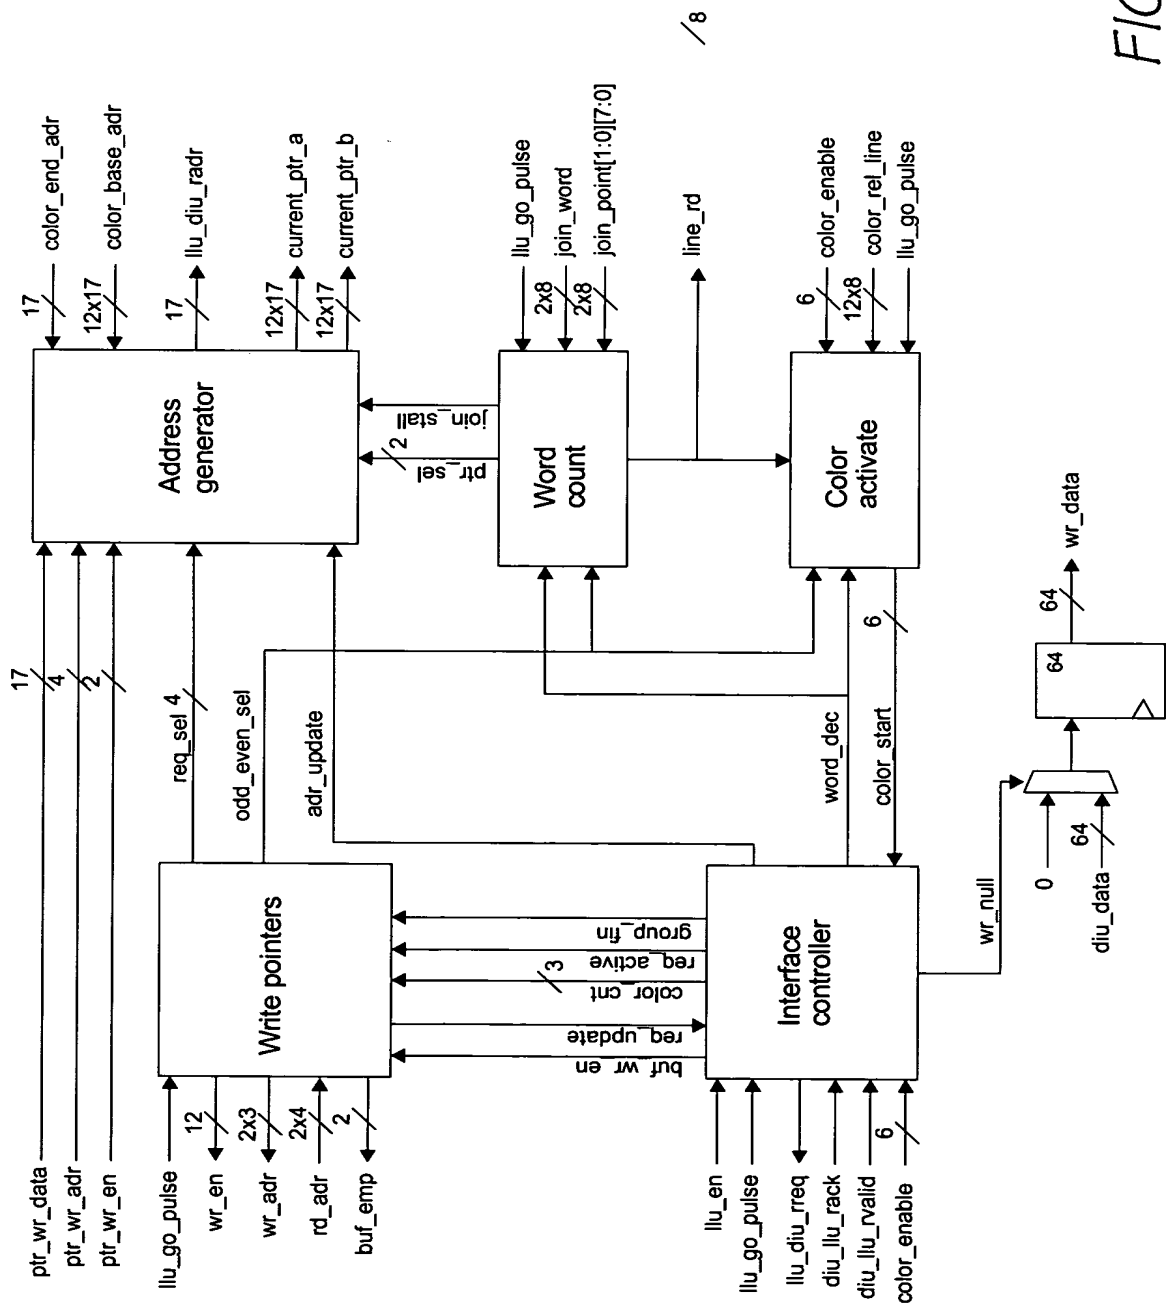 ptr_wr_data
17
17
color_end_adr
ptr_wr_adr
4
12x17
color_base_adr
ptr_wr_en
2
Address
generator
req_sel 4
17
llu_diu_radr
12x17
current_ptr_a
12x17
current_ptr_b
llu_go_pulse
12
wr_en
2x3
wr_adr
2x4
rd_adr
2
buf_emp
Write pointers
odd_even_sel
adr_update
buf_wr_en
req_update
color_cnt
3
req_active
group_fin
ptr_sel
2
join_stall
Word
count
llu_go_pulse
2x8
join_word
2x8
join_point[1:0][7:0]
line_rd
8
llu_en
llu_go_pulse
llu_diu_rreq
diu_llu_rack
diu_llu_rvalid
6
color_enable
Interface
controller
word_dec
color_start
6
Color
activate
6
color_enable
12x8
color_rel_line
llu_go_pulse
wr_null
0
64
diu_data
64
64
wr_data